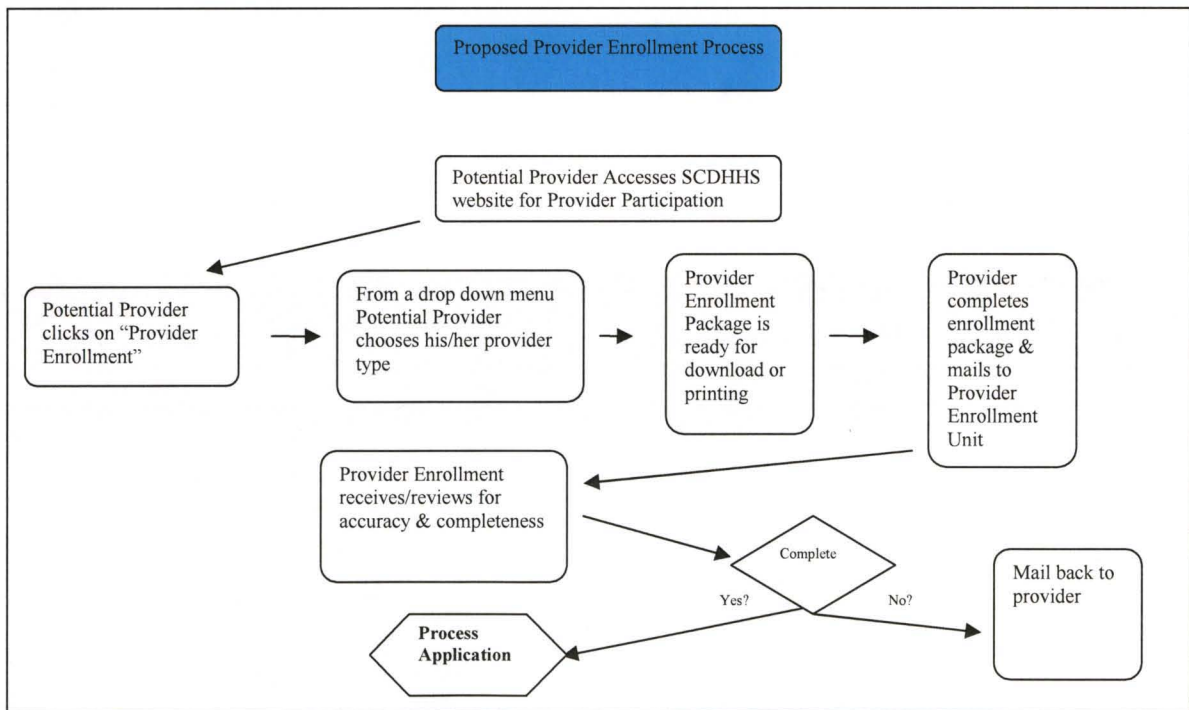 Proposed Provider Enrollment Process
Potential Provider Accesses SCDHHS
website for Provider Participation
Potential Provider
clicks on “Provider
Enrollment”
From a drop down menu
Potential Provider
chooses his/her provider
type
Provider
Enrollment
Package is
ready for
download or
printing
Provider
completes
enrollment
package &
mails to
Provider
Enrollment
Unit
Provider Enrollment
receives/reviews for
accuracy & completeness
Complete
Yes?
No?
Mail back to
provider
Process
Application